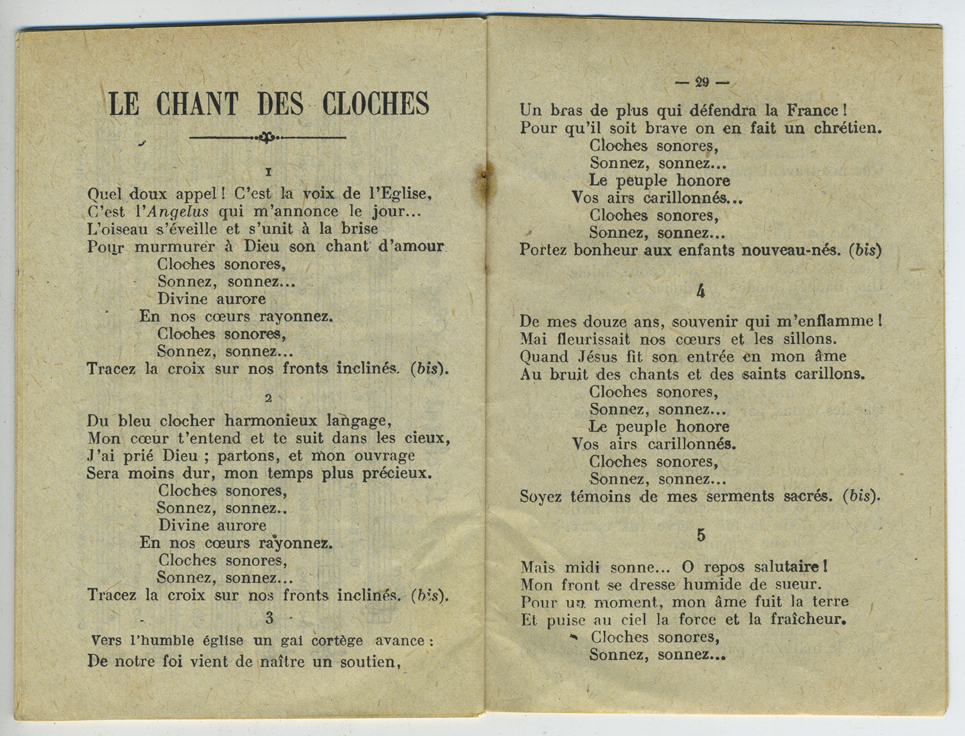 LE CHANT DES CLOCHES
1
Quel doux appel ! C'est la voix de l'Eglise,
C'est l'Angelus qui m'annonce le jour...
L'oiseau s'éveille et s'unit à la brise
Pour murmurer à Dieu son chant d'amour
Cloches sonores,
Sonnez, sonnez...
Divine aurore
En nos cœurs rayonnez.
Cloches sonores,
Sonnez, sonnez...
Tracez la croix sur nos fronts inclinés. (bis).
2
Du bleu clocher harmonieux langage,
Mon cœur t'entend et te suit dans les cieux,
J'ai prié Dieu ; partons, et mon ouvrage
Sera moins dur, mon temps plus précieux.
Cloches sonores,
Sonnez, sonnez..
Divine aurore
En nos cœurs rayonnez.
Cloches sonores,
Sonnez, sonnez...
Tracez la croix sur nos fronts inclinés. (bis).
3
Vers l'humble église un gai cortège avance :
De notre foi vient de naître un soutien,
— 29 —
Un bras de plus qui défendra la France !
Pour qu'il soit brave on en fait un chrétien.
Cloches sonores,
Sonnez, sonnez...
Le peuple honore
Vos airs carillonnés...
Cloches sonores,
Sonnez, sonnez...
Portez bonheur aux enfants nouveau-nés. (bis)
4
De mes douze ans, souvenir qui m'enflamme !
Mai fleurissait nos cœurs et les sillons.
Quand Jésus fit son entrée en mon âme
Au bruit des chants et des saints carillons.
Cloches sonores,
Sonnez, sonnez...
Le peuple honore
Vos airs carillonnés.
Cloches sonores,
Sonnez, sonnez...
Soyez témoins de mes serments sacrés. (bis).
5
Mais midi sonne... O repos salutaire !
Mon front se dresse humide de sueur.
Pour un moment, mon âme fuit la terre
Et puise au ciel la force et la fraîcheur.
Cloches sonores,
Sonnez, sonnez...